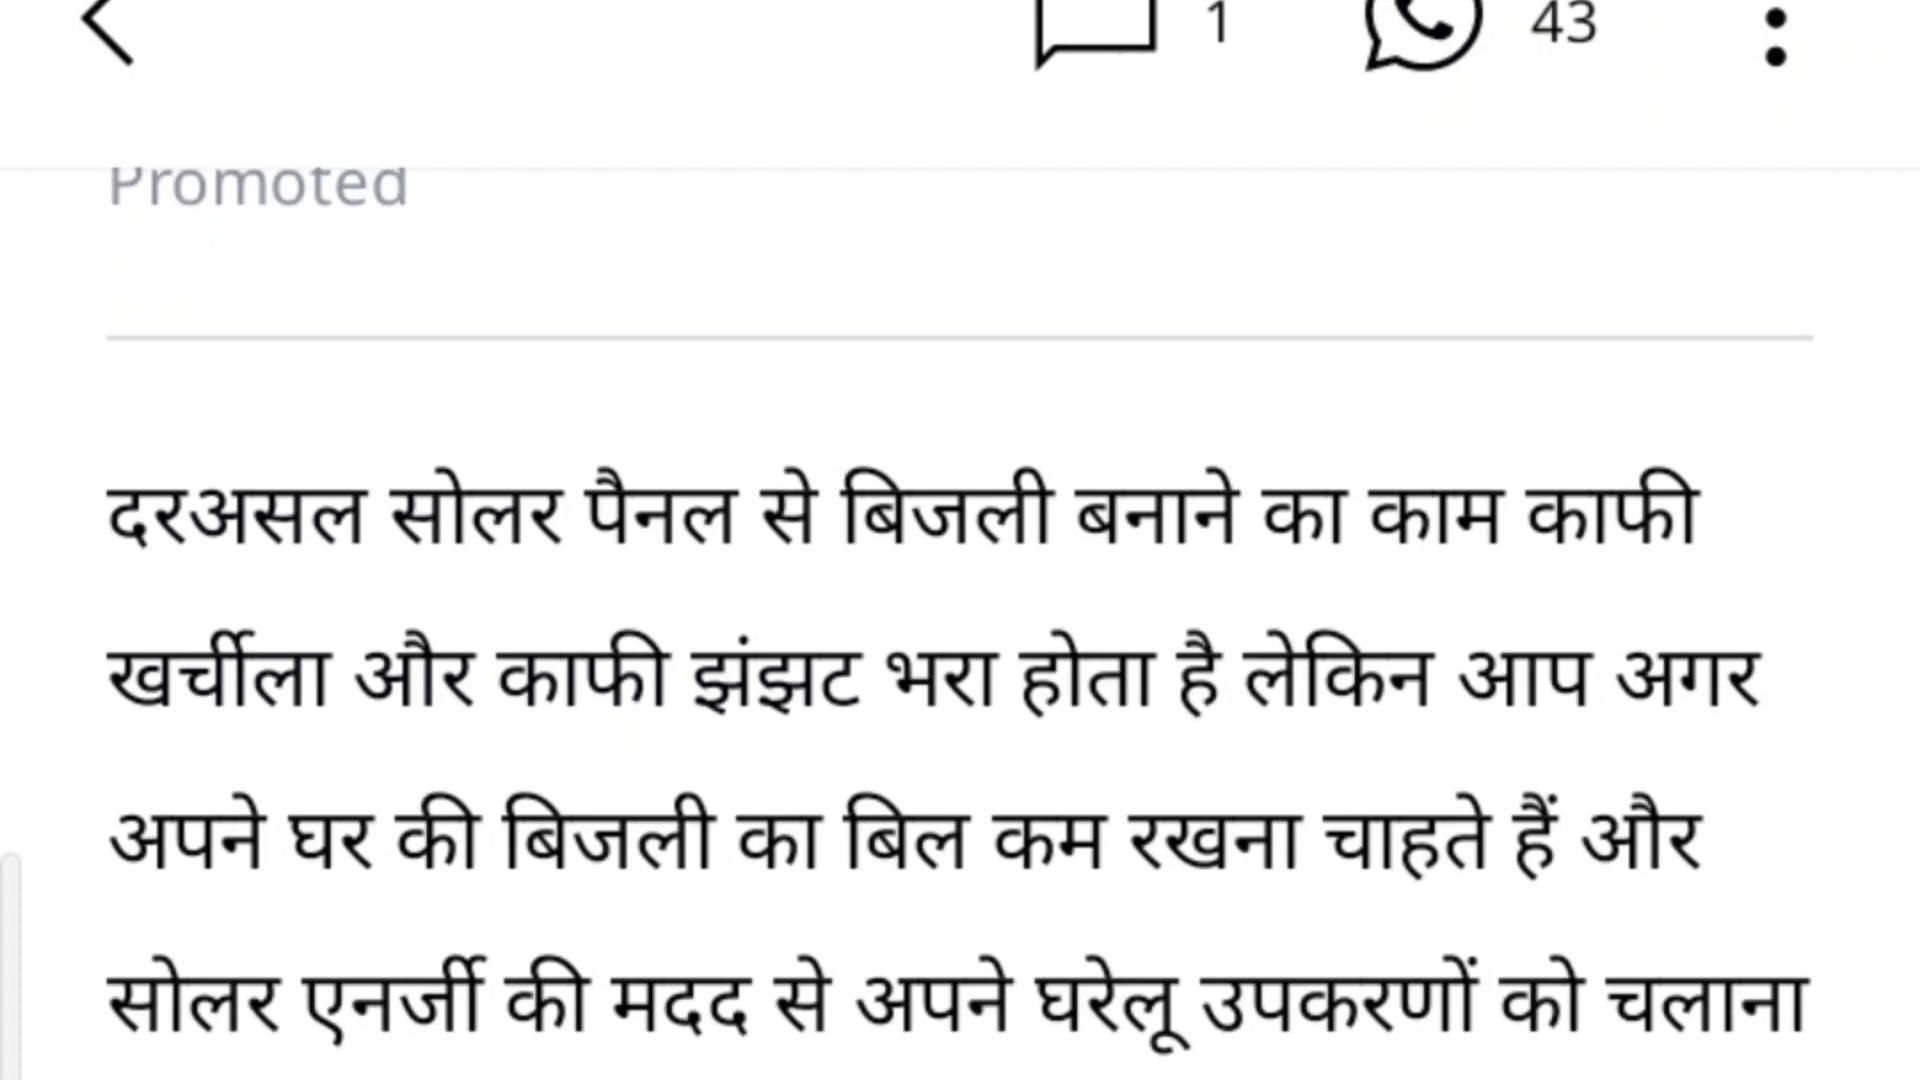 1 43
Promoted
दरअसल सोलर पैनल से बिजली बनाने का काम काफी
खर्चीला और काफी झंझट भरा होता है लेकिन आप अगर
अपने घर की बिजली का बिल कम रखना चाहते हैं और
सोलर एनर्जी की मदद से अपने घरेलू उपकरणों को चलाना